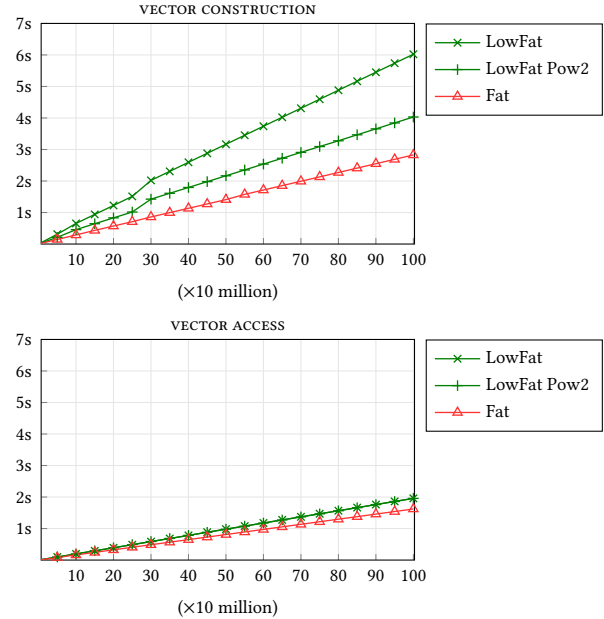 VECTOR CONSTRUCTION
7s
6s
5s
4s
3s
2s
1s
10 20 30 40 50 60 70 80 90 100
(×10 million)
LowFat
LowFat Pow2
Fat
VECTOR ACCESS
7s
6s
5s
4s
3s
2s
1s
10 20 30 40 50 60 70 80 90 100
(×10 million)
LowFat
LowFat Pow2
Fat